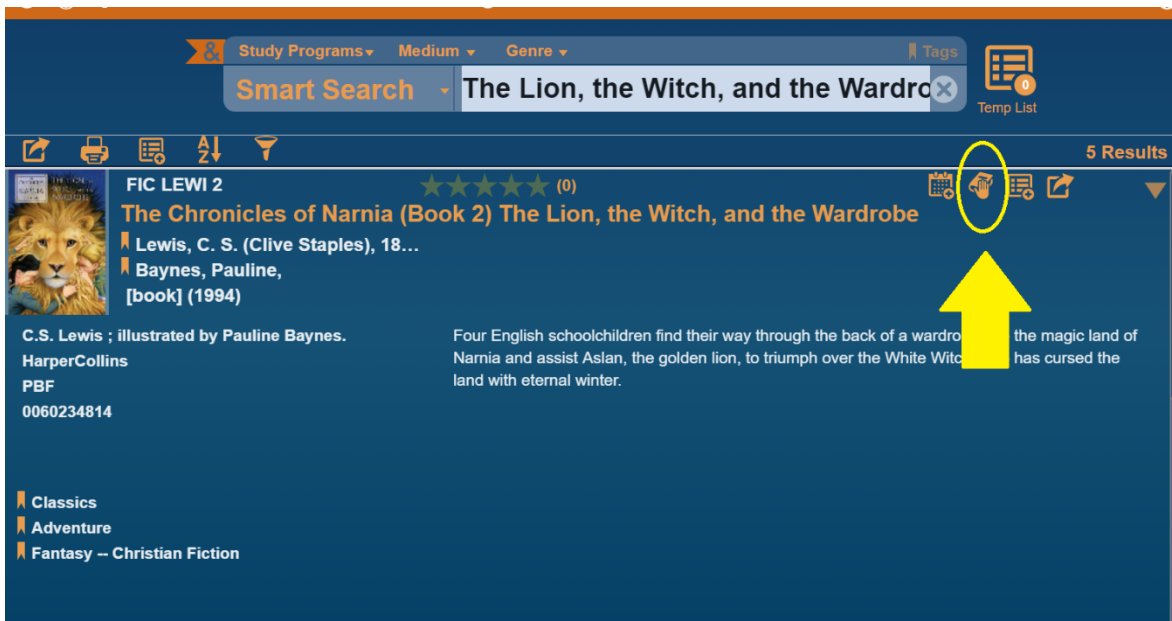 &
Study Programs Medium Genre Tags
Smart Search The Lion, the Witch, and the Wardro
0
Temp List
5 Results
FIC LEWI 2 (0)
The Chronicles of Narnia (Book 2) The Lion, the Witch, and the Wardrobe
Lewis, C. S. (Clive Staples), 18...
Baynes, Pauline,
[book] (1994)
C.S. Lewis ; illustrated by Pauline Baynes.
HarperCollins
PBF
0060234814
Four English schoolchildren find their way through the back of a wardro the magic land of
Narnia and assist Aslan, the golden lion, to triumph over the White Witc has cursed the
land with eternal winter.
Classics
Adventure
Fantasy -- Christian Fiction